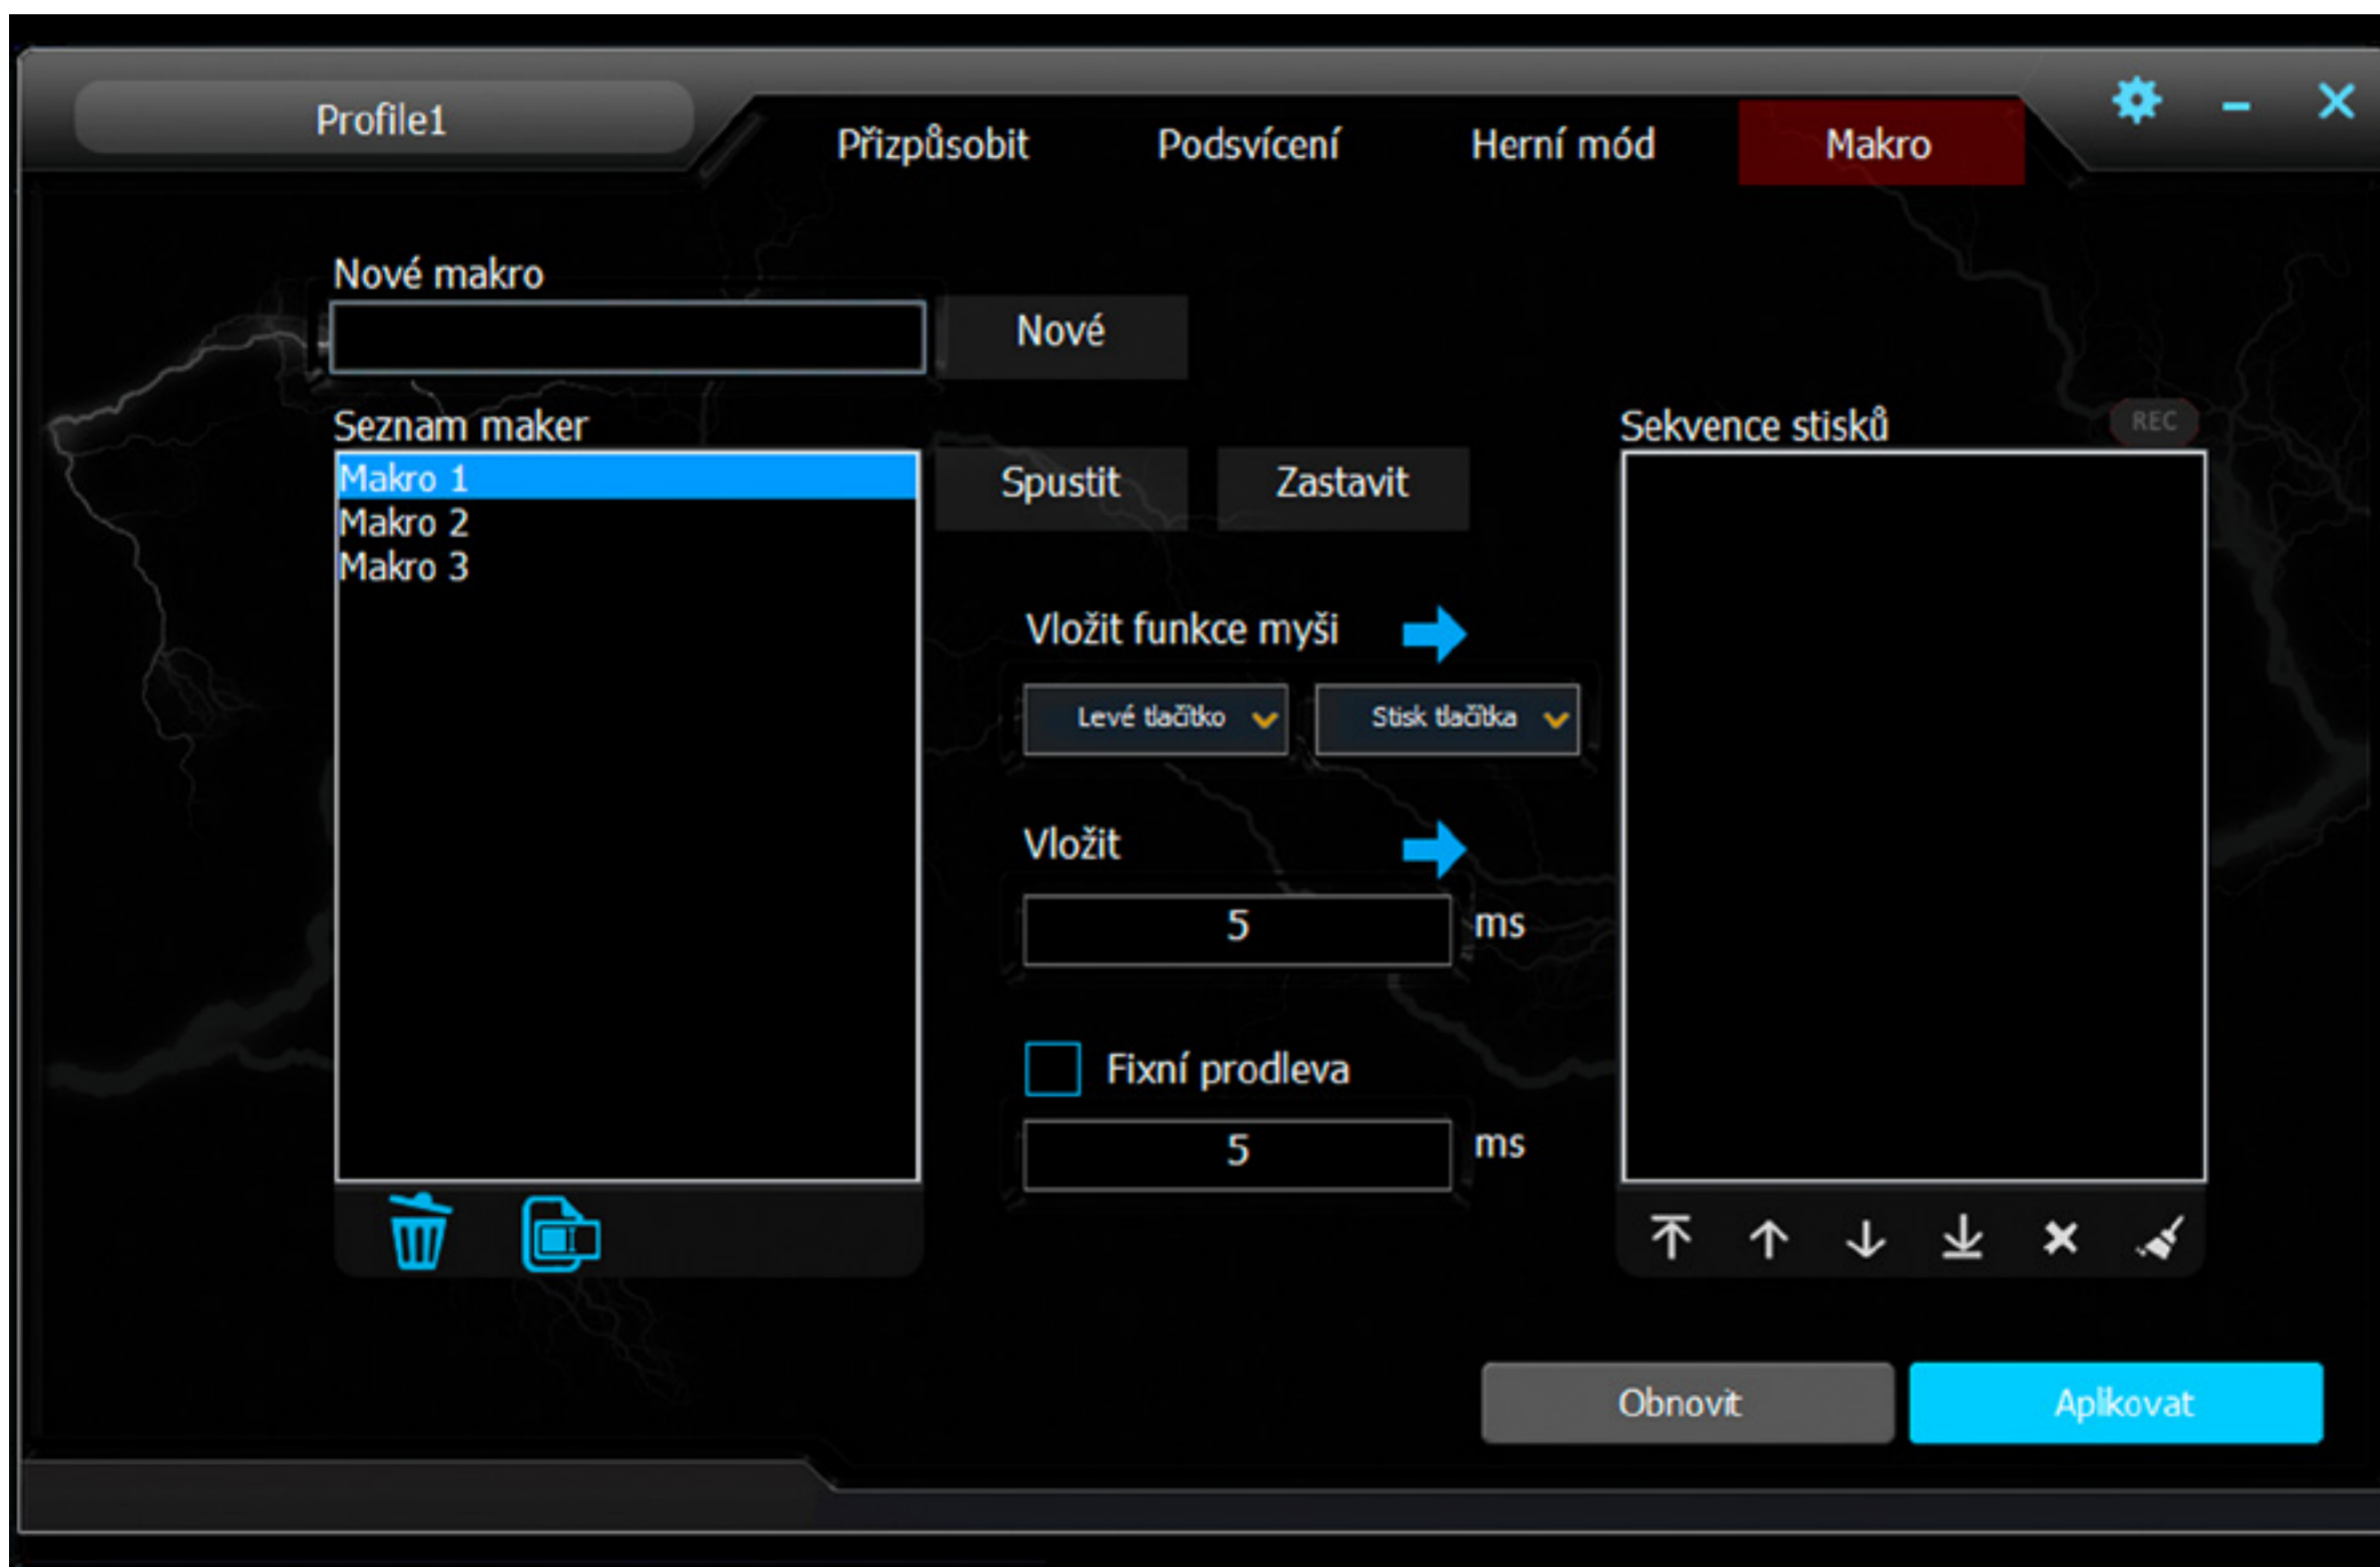 Profile1
Přizpůsobit Podsvícení Herní mód Makro
Nové makro
Nové
Seznam maker
Sekvence stisků REC
Makro 1
Makro 2
Makro 3
Spustit Zastavit
Vložit funkce myši
Levé tlačítko Stisk tlačítka
Vložit
5 ms
Fixní prodleva
5 ms
Obnovit Aplikovat